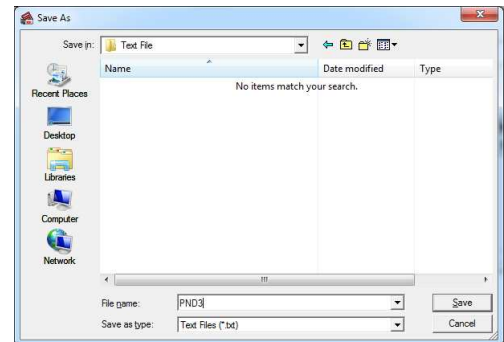 Save As
Save in:
Text File
Name
Date modified
Type
No items match your search.
Recent Places
Desktop
Libraries
Computer
Network
File name:
PND3
Save
Save as type:
Text Files (*.txt)
Cancel